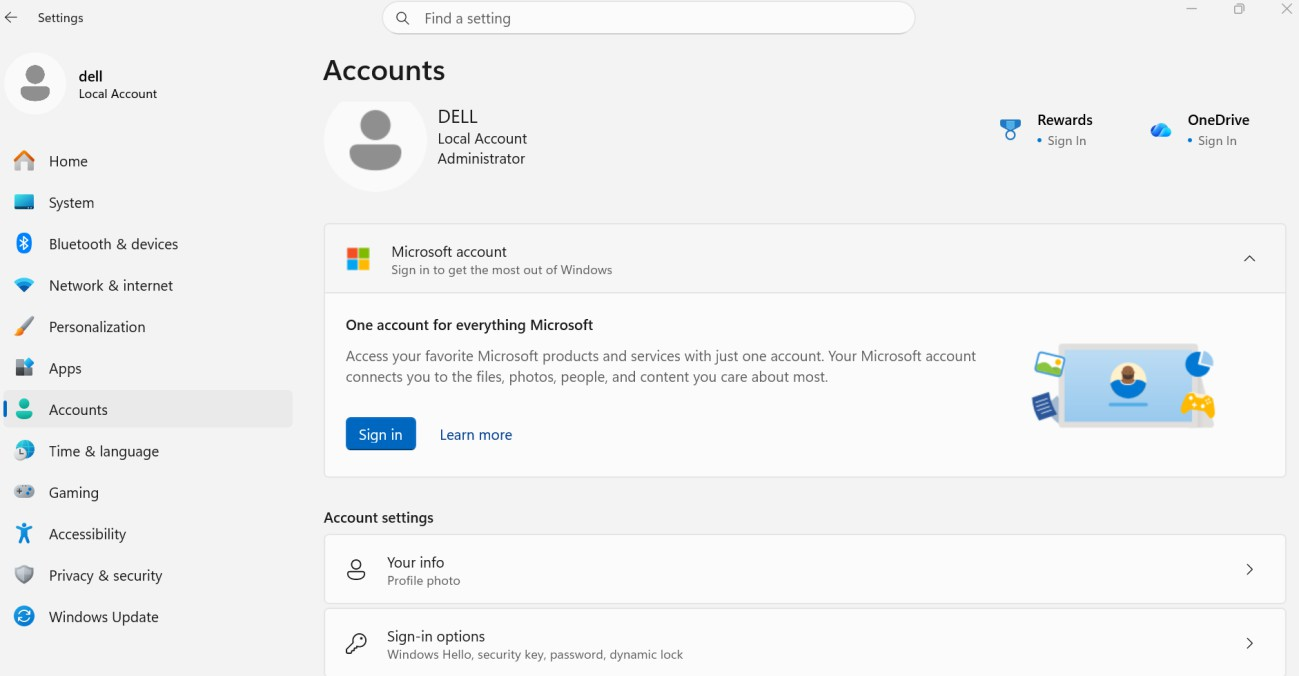 Settings
Find a setting
dell
Local Account
Home
System
Bluetooth & devices
Network & internet
Personalization
Apps
Accounts
Time & language
Gaming
Accessibility
Privacy & security
Windows Update
Accounts
DELL
Local Account
Administrator
Rewards
• Sign In
OneDrive
• Sign In
Microsoft account
Sign in to get the most out of Windows
One account for everything Microsoft
Access your favorite Microsoft products and services with just one account. Your Microsoft account
connects you to the files, photos, people, and content you care about most.
Sign in
Learn more
Account settings
Your info
Profile photo
Sign-in options
Windows Hello, security key, password, dynamic lock